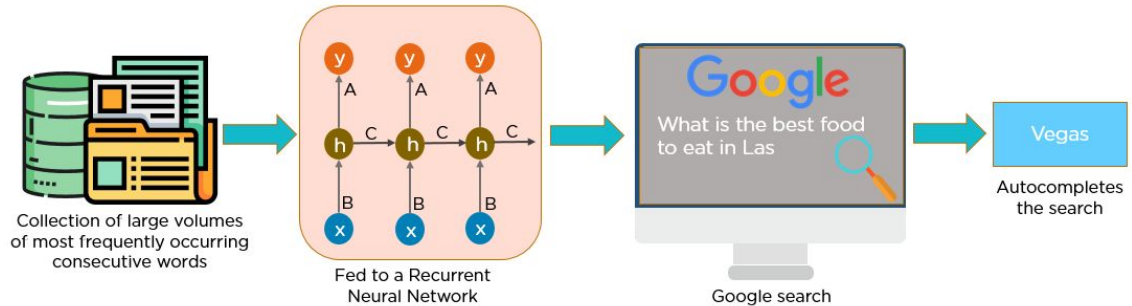 Collection of large volumes
of most frequently occurring
consecutive words
y y y
A A A
C C C
h h h
B B B
x x x
Fed to a Recurrent
Neural Network
Google
What is the best food
to eat in Las
Google search
Vegas
Autocompletes
the search